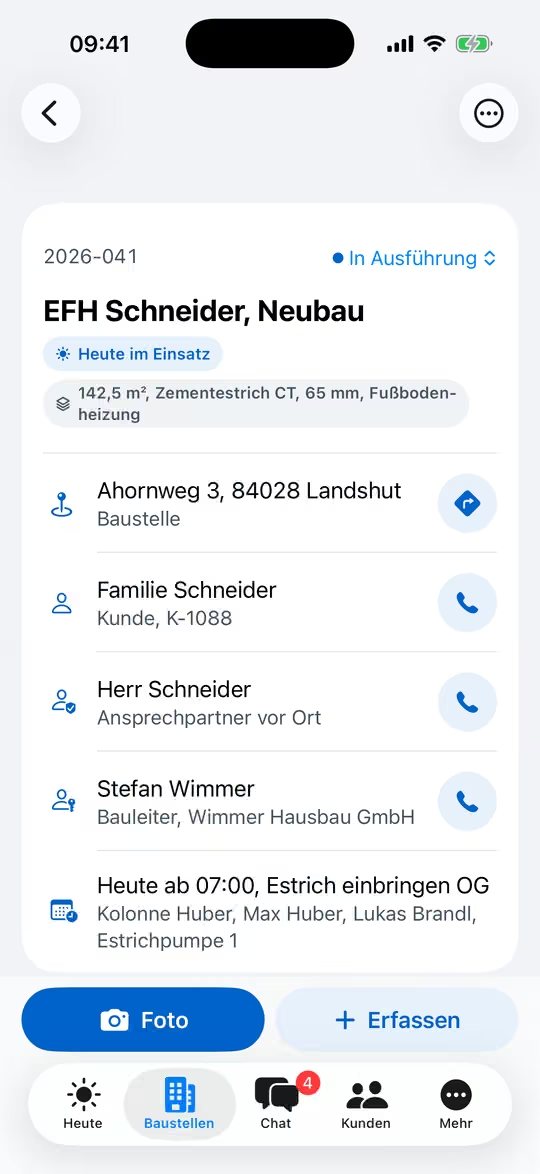 09:41
2026-041
In Ausführung
EFH Schneider, Neubau
Heute im Einsatz
142,5 m², Zementestrich CT, 65 mm, Fußboden-
heizung
Ahornweg 3, 84028 Landshut
Baustelle
Familie Schneider
Kunde, K-1088
Herr Schneider
Ansprechpartner vor Ort
Stefan Wimmer
Bauleiter, Wimmer Hausbau GmbH
Heute ab 07:00, Estrich einbringen OG
Kolonne Huber, Max Huber, Lukas Brandl,
Estrichpumpe 1
Foto
+ Erfassen
4
Heute
Baustellen
Chat
Kunden
Mehr